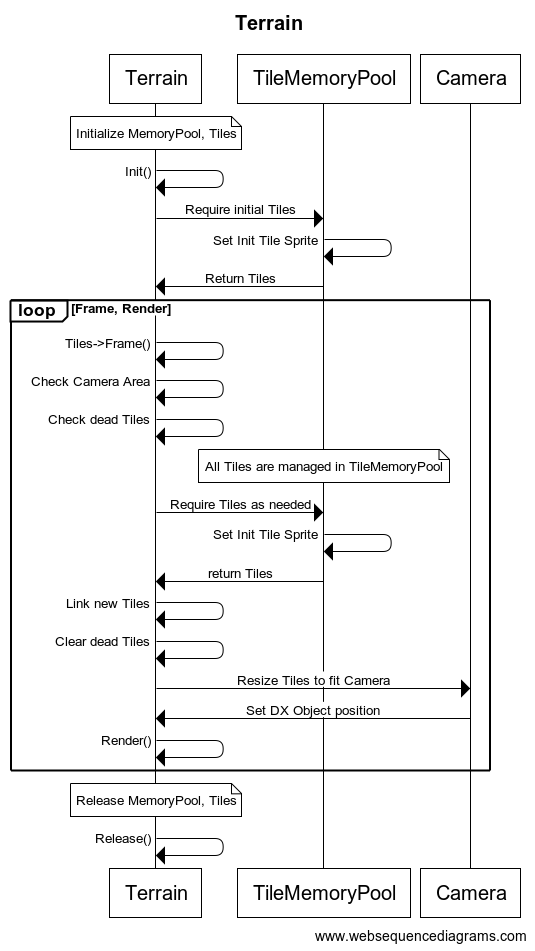 Terrain
Terrain
TileMemoryPool
Camera
Initialize MemoryPool, Tiles
Init()
Require initial Tiles
Set Init Tile Sprite
Return Tiles
loop [Frame, Render]
Tiles->Frame()
Check Camera Area
Check dead Tiles
All Tiles are managed in TileMemoryPool
Require Tiles as needed
Set Init Tile Sprite
return Tiles
Link new Tiles
Clear dead Tiles
Resize Tiles to fit Camera
Set DX Object position
Render()
Release MemoryPool, Tiles
Release()
Terrain
TileMemoryPool
Camera
www.websequencediagrams.com